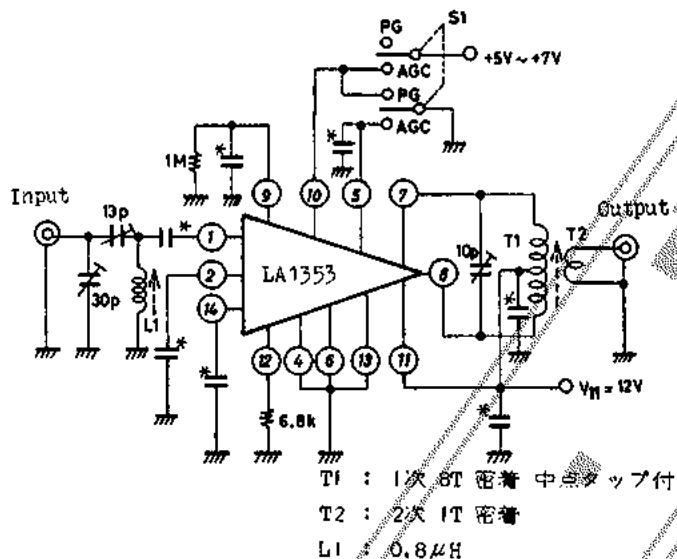 S1
PG
+5V~+7V
AGC
PG
AGC
*
1M
*
9
10
5
7
Input
13p
*
1
2
14
LA1353
8
10p
T1
T2
Output
30p
L1
*
*
12
4
6
13
11
*
6.8k
*
V11=12V
T1 : 1次 8T 密着 中点タップ付
T2 : 2次 1T 密着
L1 : 0.8μH